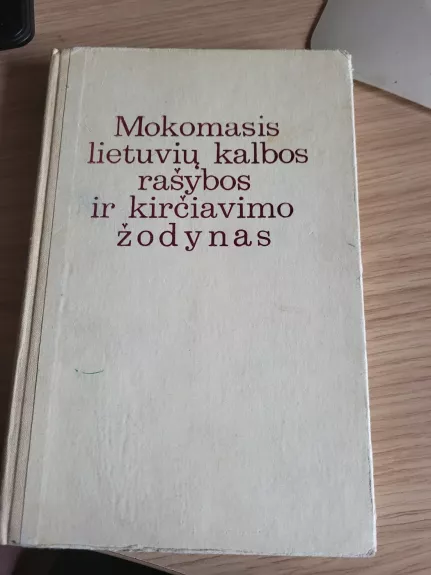 Mokomasis
lietuvių kalbos
rašybos
ir kirčiavimo
žodynas